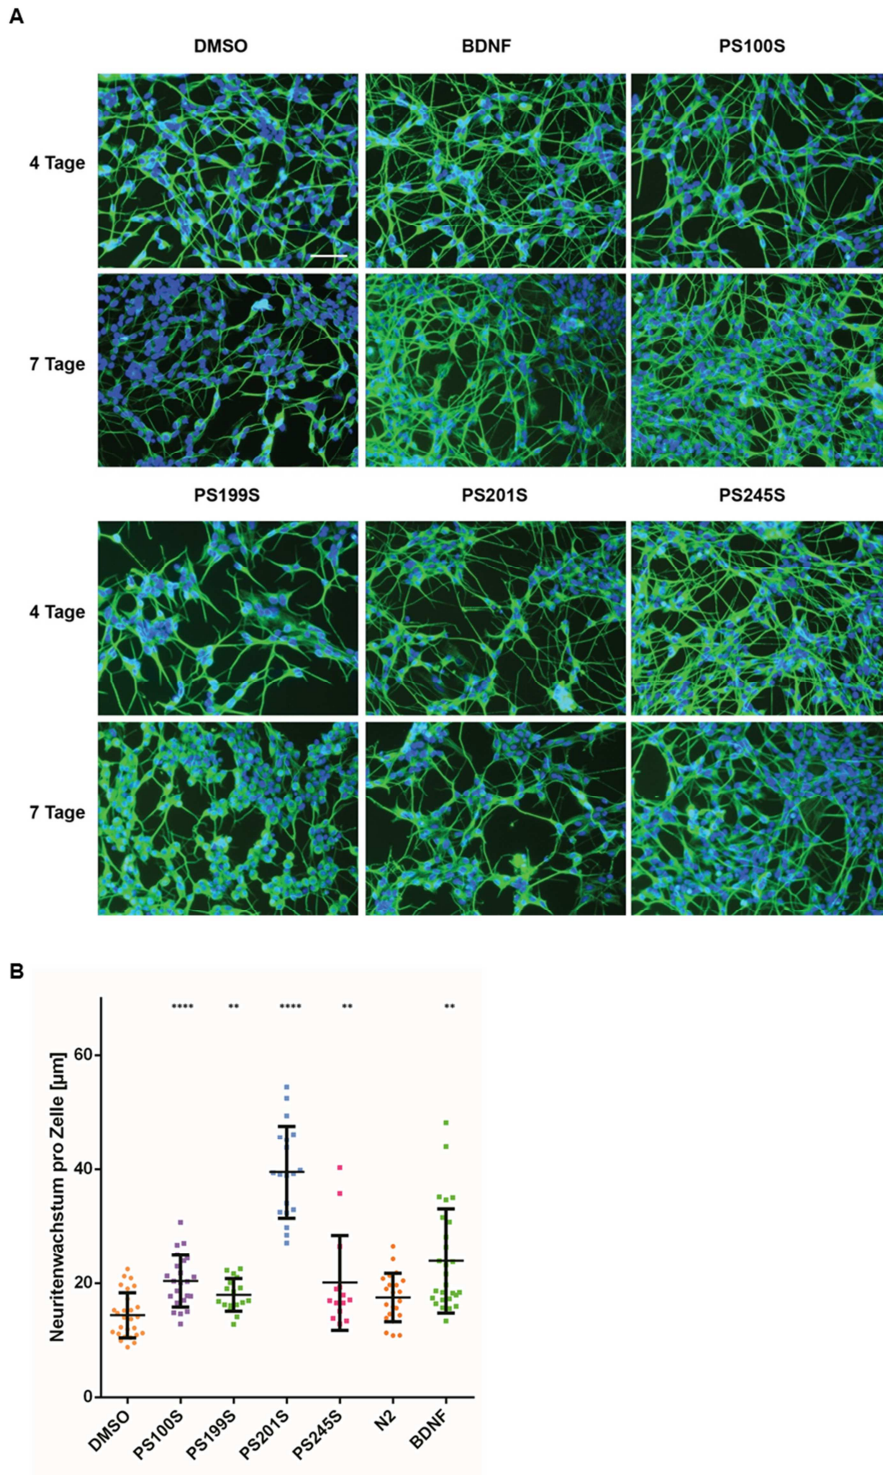 A
DMSO BDNF PS100S
4 Tage
7 Tage
PS199S PS201S PS245S
4 Tage
7 Tage
B
**** ** **** ** **
Neuritenwachstum pro Zelle [µm]
60
40
20
0
DMSO PS100S PS199S PS201S PS245S N2 BDNF